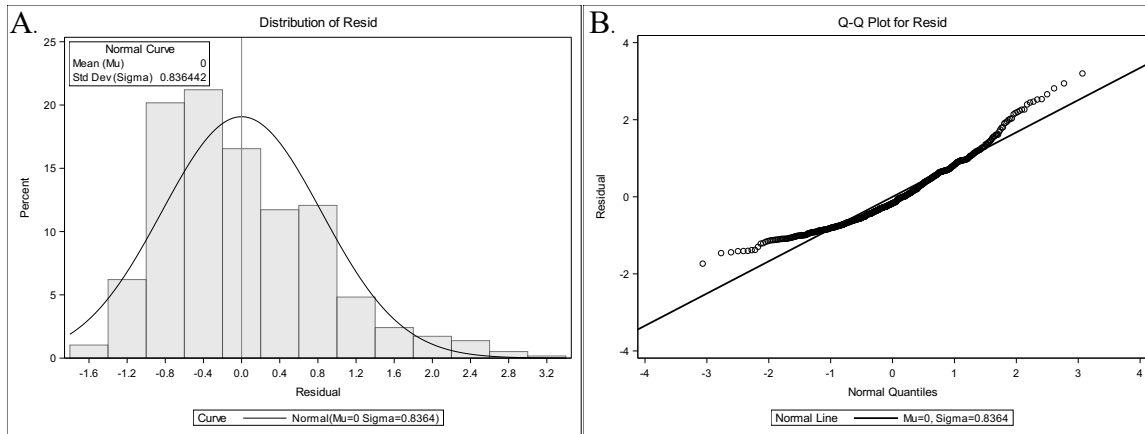 A.
Distribution of Resid
Normal Curve
Mean (Mu) 0
Std Dev (Sigma) 0.836442
25
20
15
10
5
0
Percent
-1.6 -1.2 -0.8 -0.4 0.0 0.4 0.8 1.2 1.6 2.0 2.4 2.8 3.2
Residual
Curve Normal(Mu=0 Sigma=0.8364)
B.
Q-Q Plot for Resid
4
2
0
-2
-4
Residual
-4 -3 -2 -1 0 1 2 3 4
Normal Quantiles
Normal Line Mu=0, Sigma=0.8364